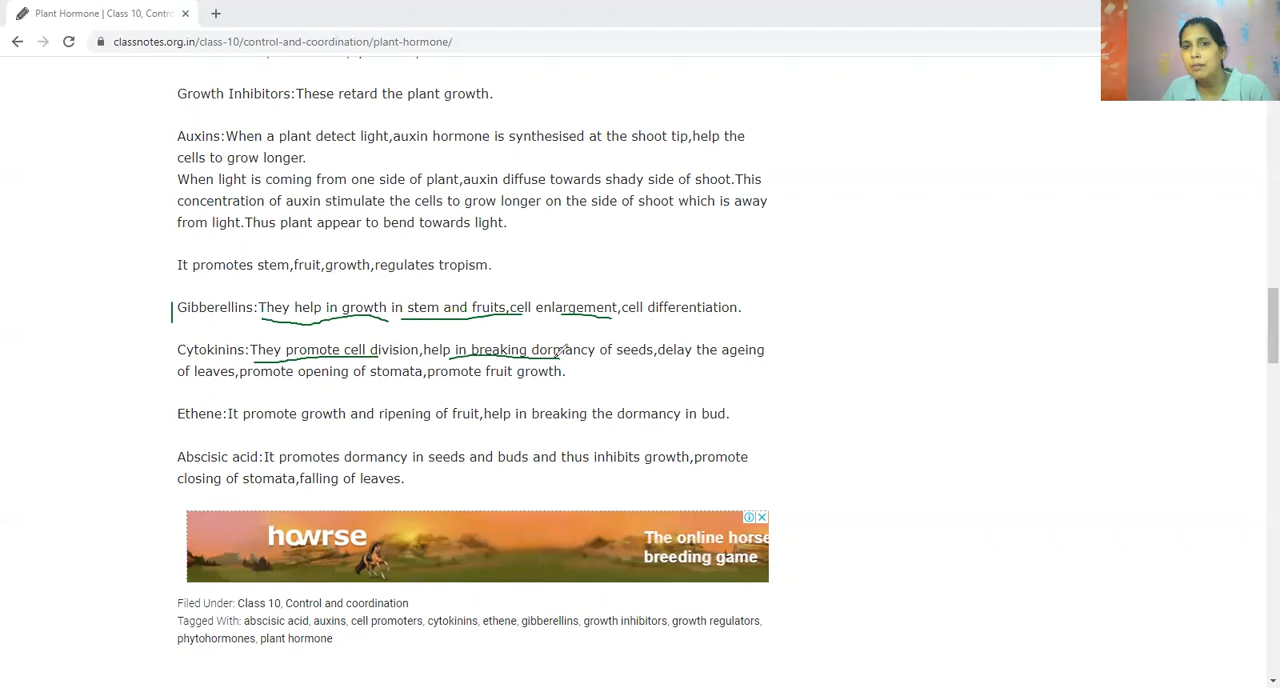 Plant Hormone | Class 10, Contro
classnotes.org.in/class-10/control-and-coordination/plant-hormone/
Growth Inhibitors:These retard the plant growth.
Auxins:When a plant detect light,auxin hormone is synthesised at the shoot tip,help the
cells to grow longer.
When light is coming from one side of plant,auxin diffuse towards shady side of shoot.This
concentration of auxin stimulate the cells to grow longer on the side of shoot which is away
from light.Thus plant appear to bend towards light.
It promotes stem,fruit,growth,regulates tropism.
Gibberellins:They help in growth in stem and fruits,cell enlargement,cell differentiation.
Cytokinins:They promote cell division,help in breaking dormancy of seeds,delay the ageing
of leaves,promote opening of stomata,promote fruit growth.
Ethene:It promote growth and ripening of fruit,help in breaking the dormancy in bud.
Abscisic acid:It promotes dormancy in seeds and buds and thus inhibits growth,promote
closing of stomata,falling of leaves.
howrse
The online horse
breeding game
Filed Under: Class 10, Control and coordination
Tagged With: abscisic acid, auxins, cell promoters, cytokinins, ethene, gibberellins, growth inhibitors, growth regulators,
phytohormones, plant hormone